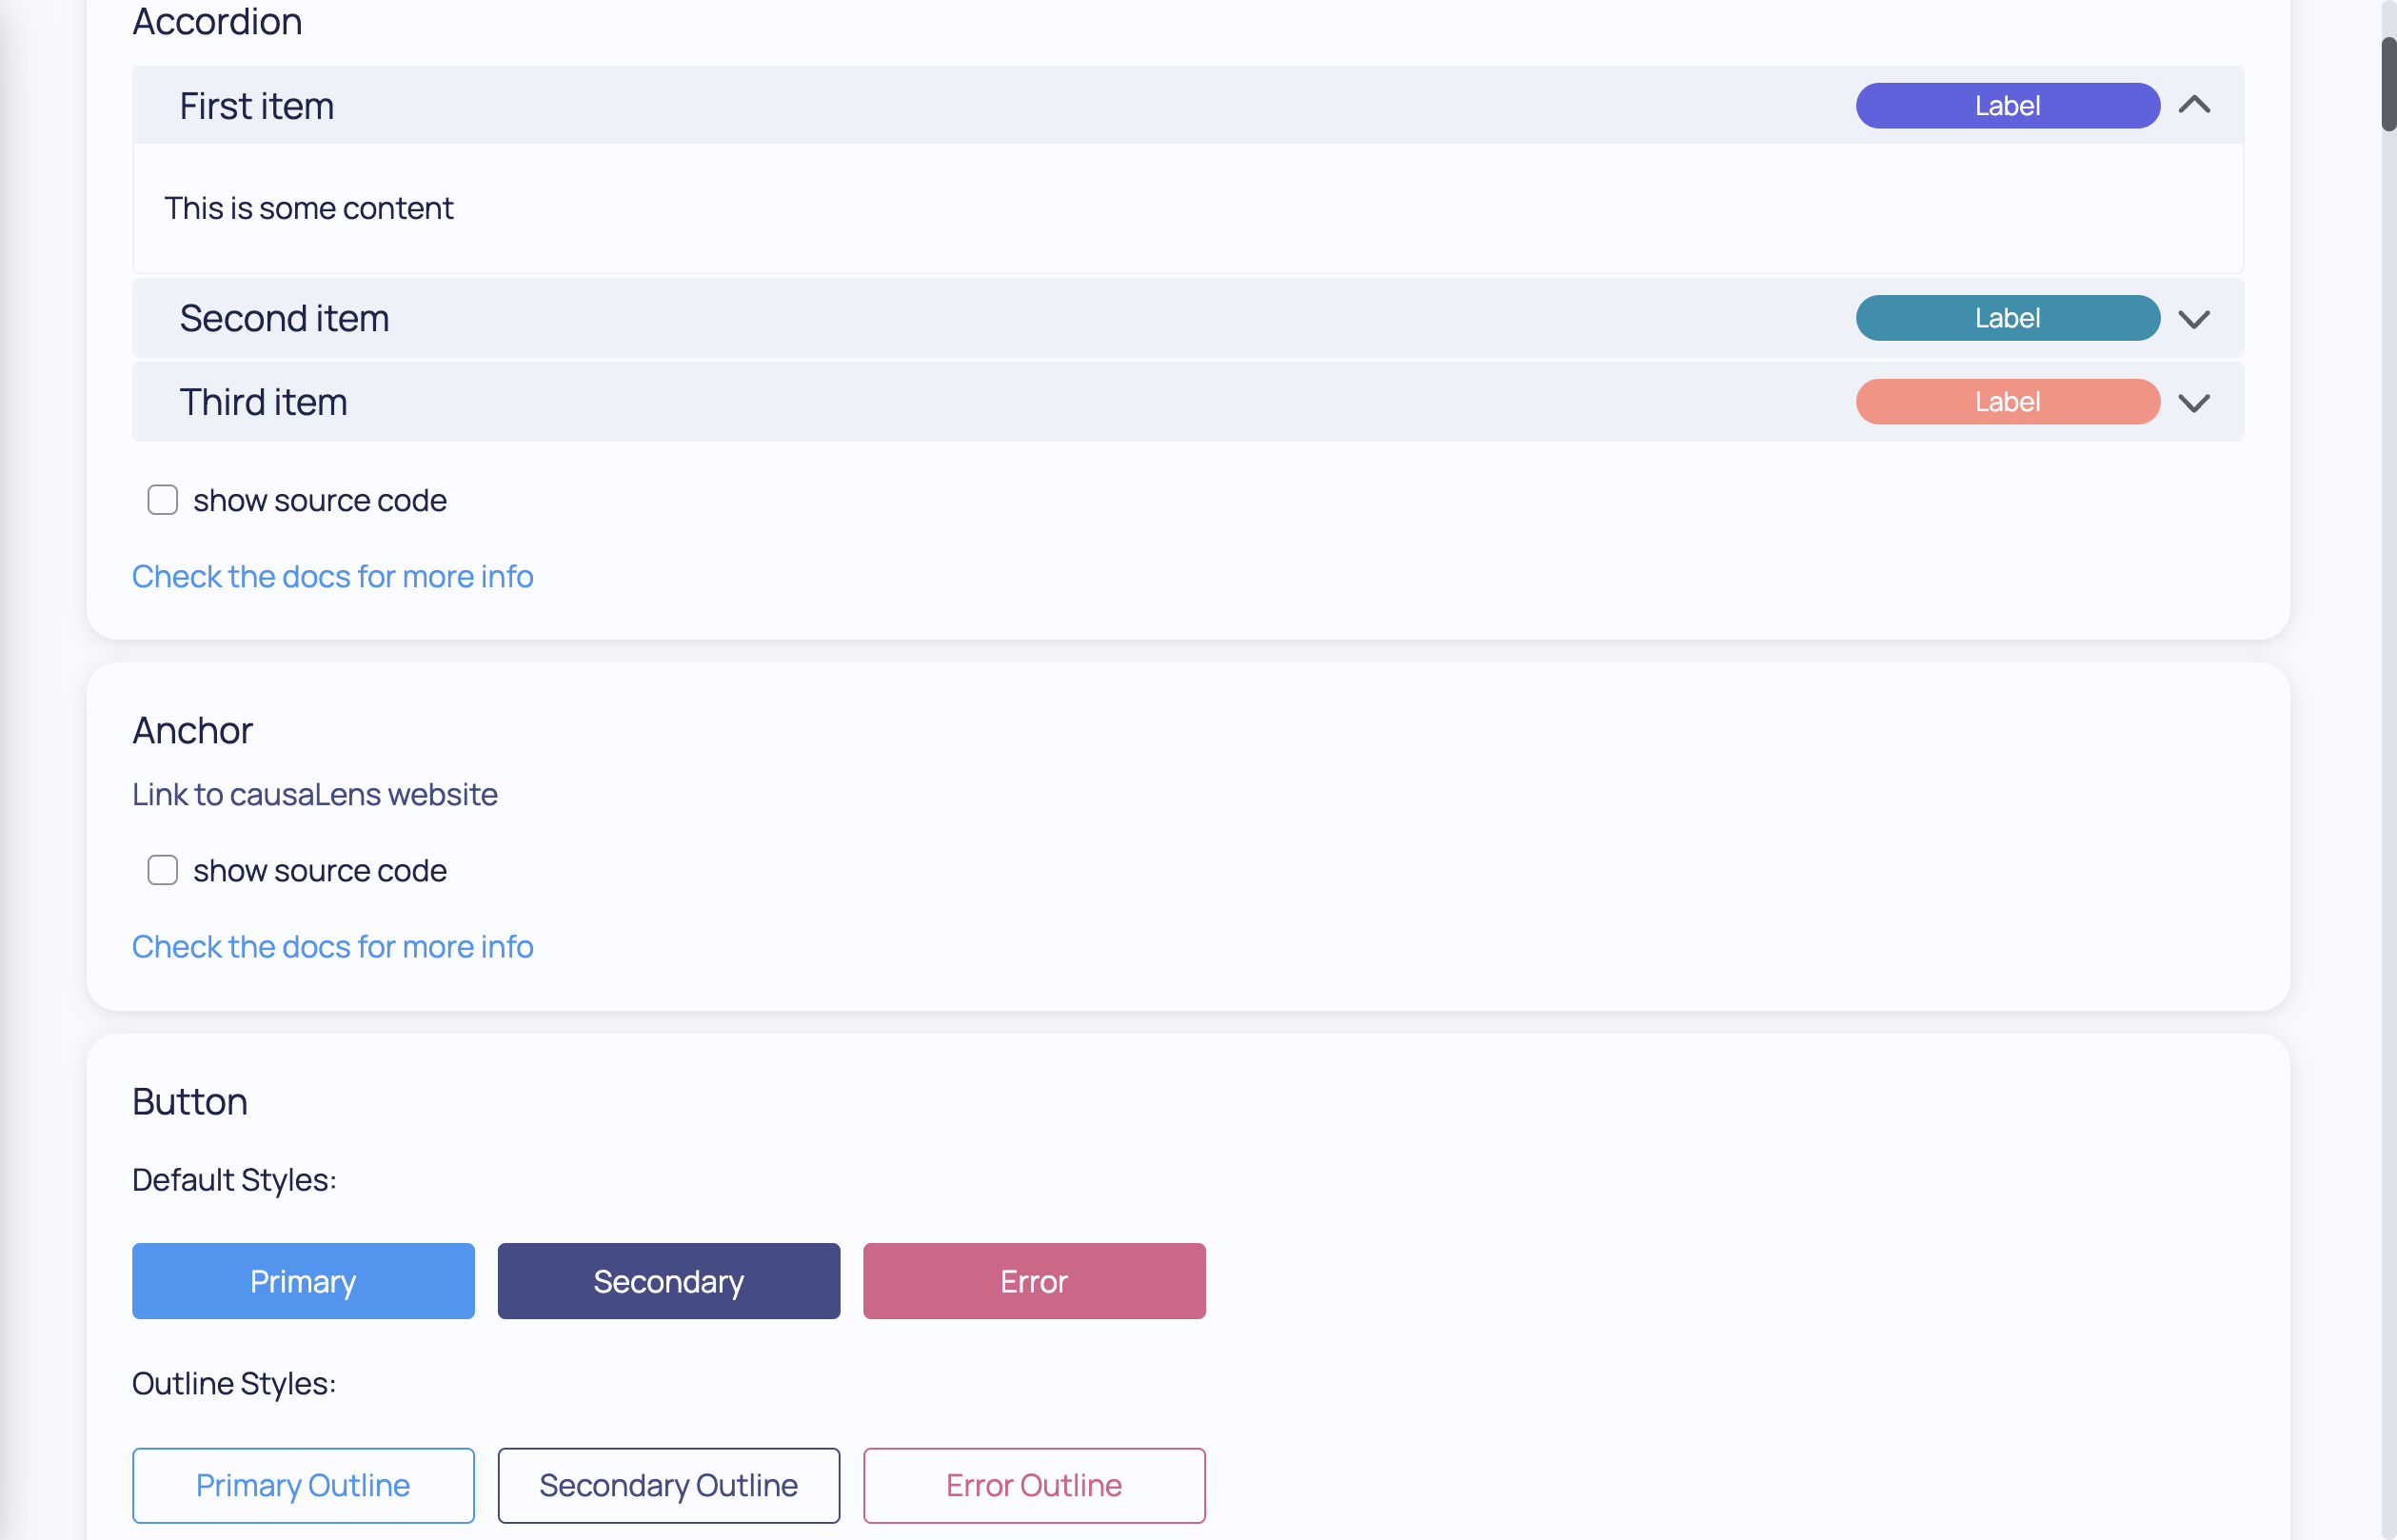 Accordion
First item Label
This is some content
Second item Label
Third item Label
show source code
Check the docs for more info
Anchor
Link to causaLens website
show source code
Check the docs for more info
Button
Default Styles:
Primary Secondary Error
Outline Styles:
Primary Outline Secondary Outline Error Outline